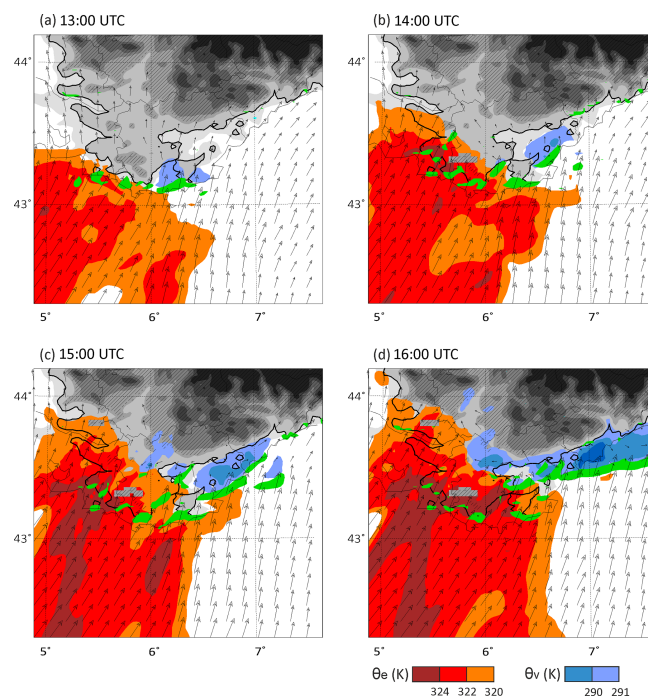 (a) 13:00 UTC
(b) 14:00 UTC
44°
44°
43°
43°
5° 6° 7°
5° 6° 7°
(c) 15:00 UTC
(d) 16:00 UTC
44°
44°
43°
43°
5° 6° 7°
5° 6° 7°
θe (K)
324 322 320
θv (K)
290 291